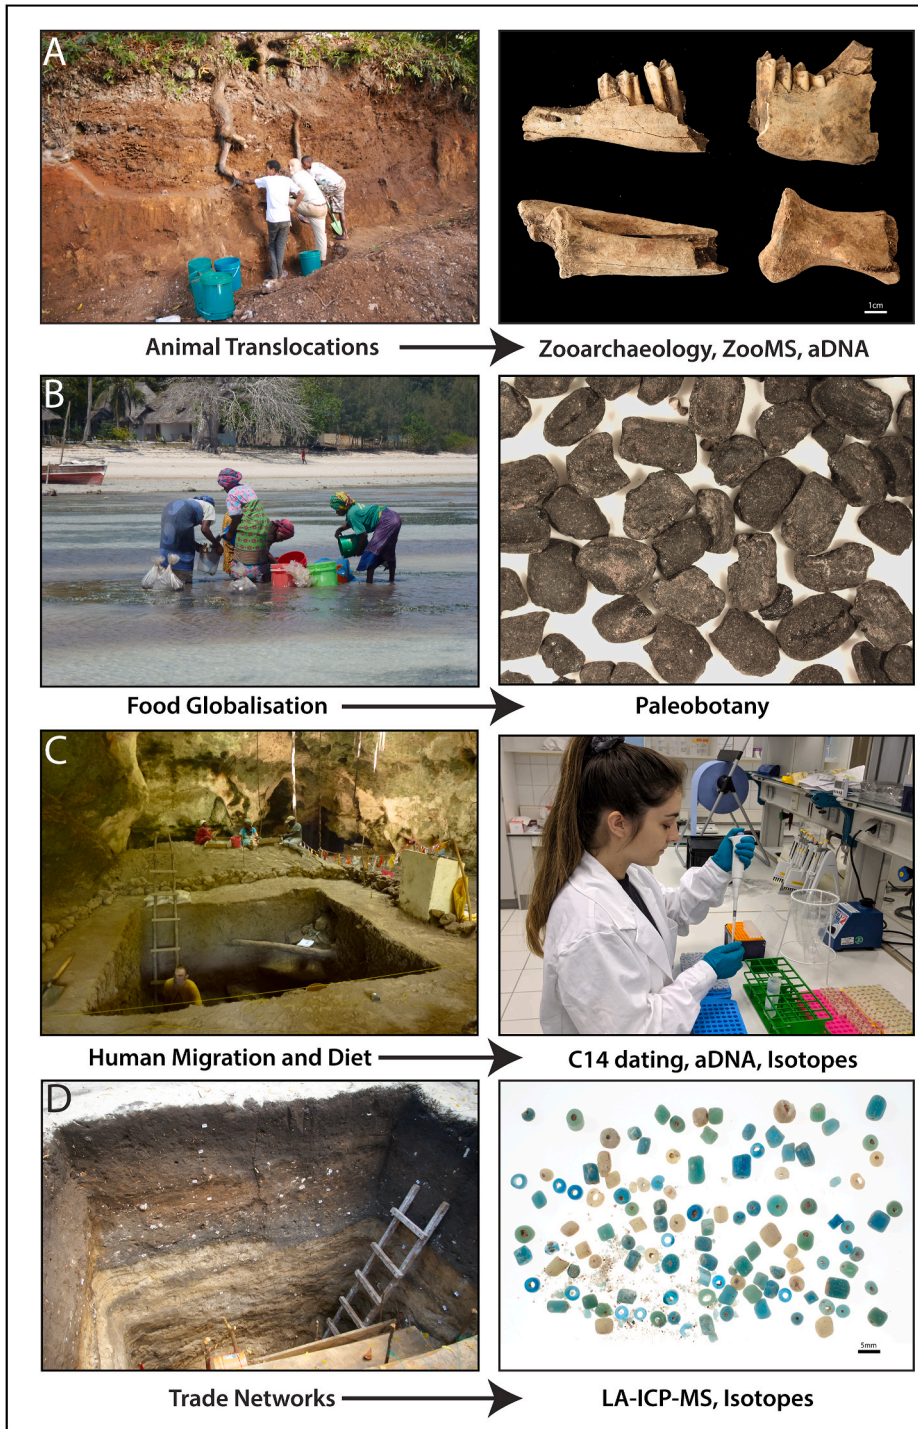 A
1cm
Animal Translocations
Zooarchaeology, ZooMS, aDNA
B
Food Globalisation
Paleobotany
C
Human Migration and Diet
C14 dating, aDNA, Isotopes
D
5mm
Trade Networks
LA-ICP-MS, Isotopes